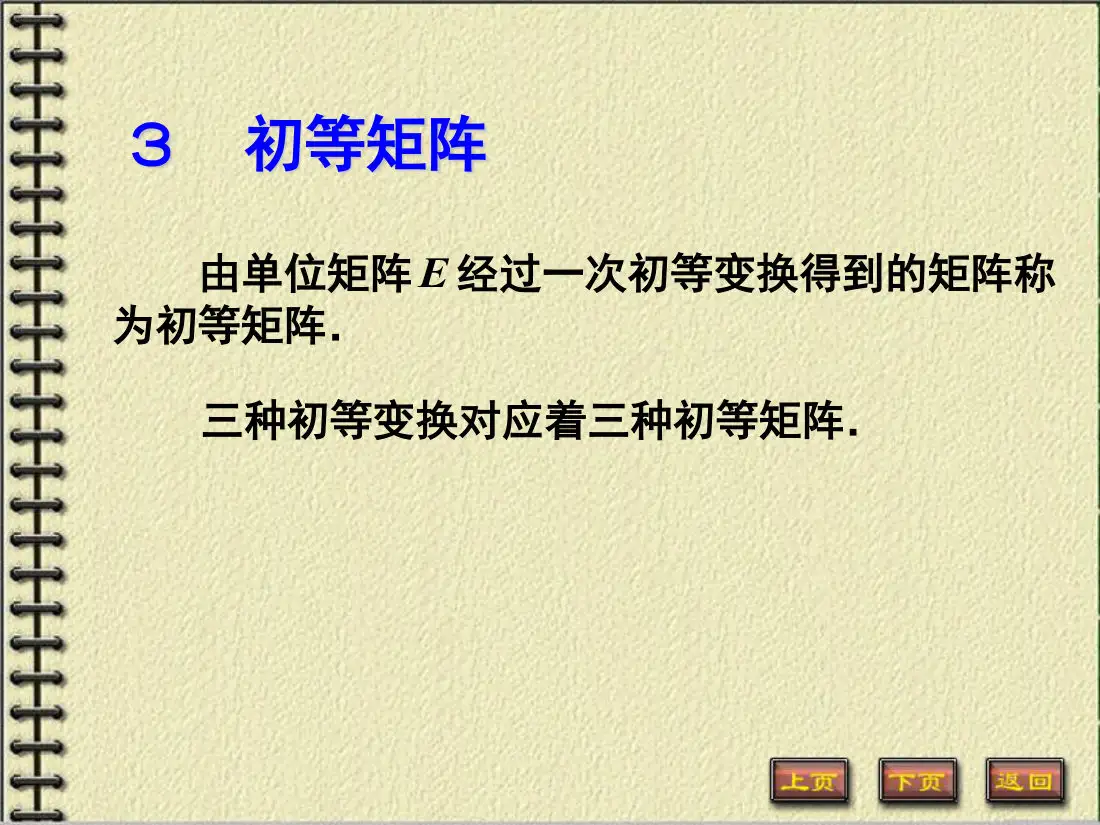 ３　初等矩阵
由单位矩阵 E 经过一次初等变换得到的矩阵称
为初等矩阵.
三种初等变换对应着三种初等矩阵.
上页 下页 返回